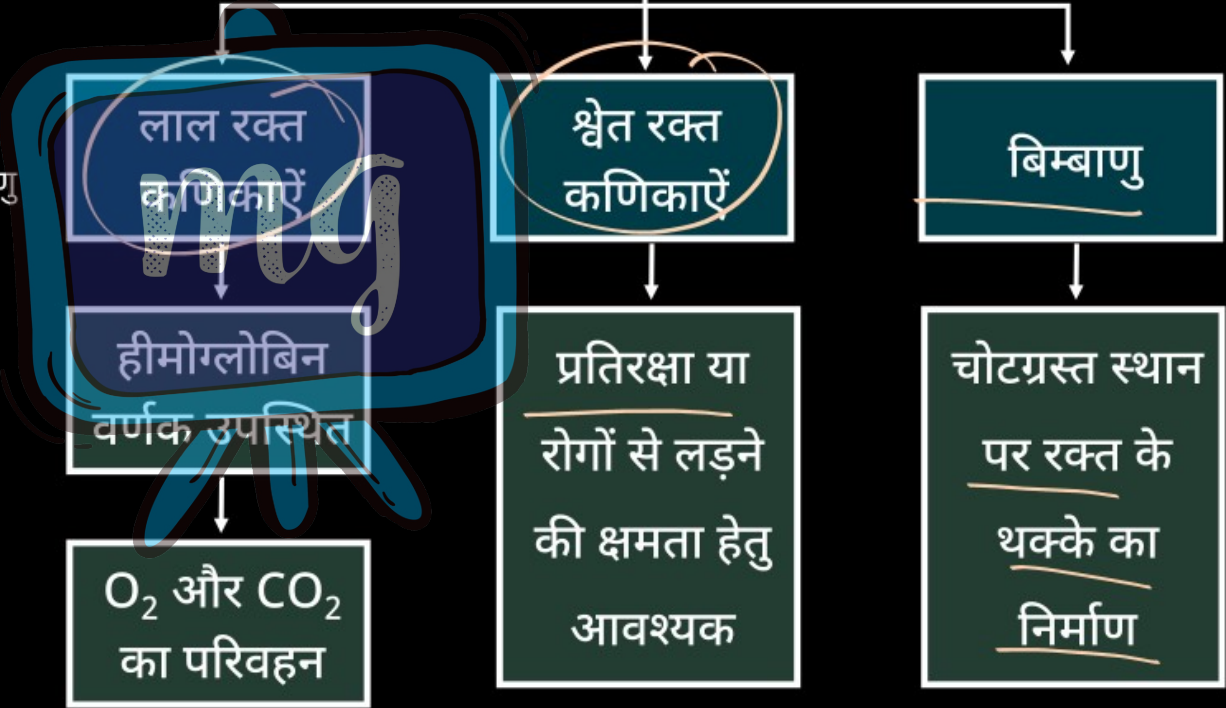 लाल रक्त
कणिकाऐं
हीमोग्लोबिन
वर्णक उपस्थित
O₂ और CO₂
का परिवहन
श्वेत रक्त
कणिकाऐं
प्रतिरक्षा या
रोगों से लड़ने
की क्षमता हेतु
आवश्यक
बिम्बाणु
चोटग्रस्त स्थान
पर रक्त के
थक्के का
निर्माण
mg